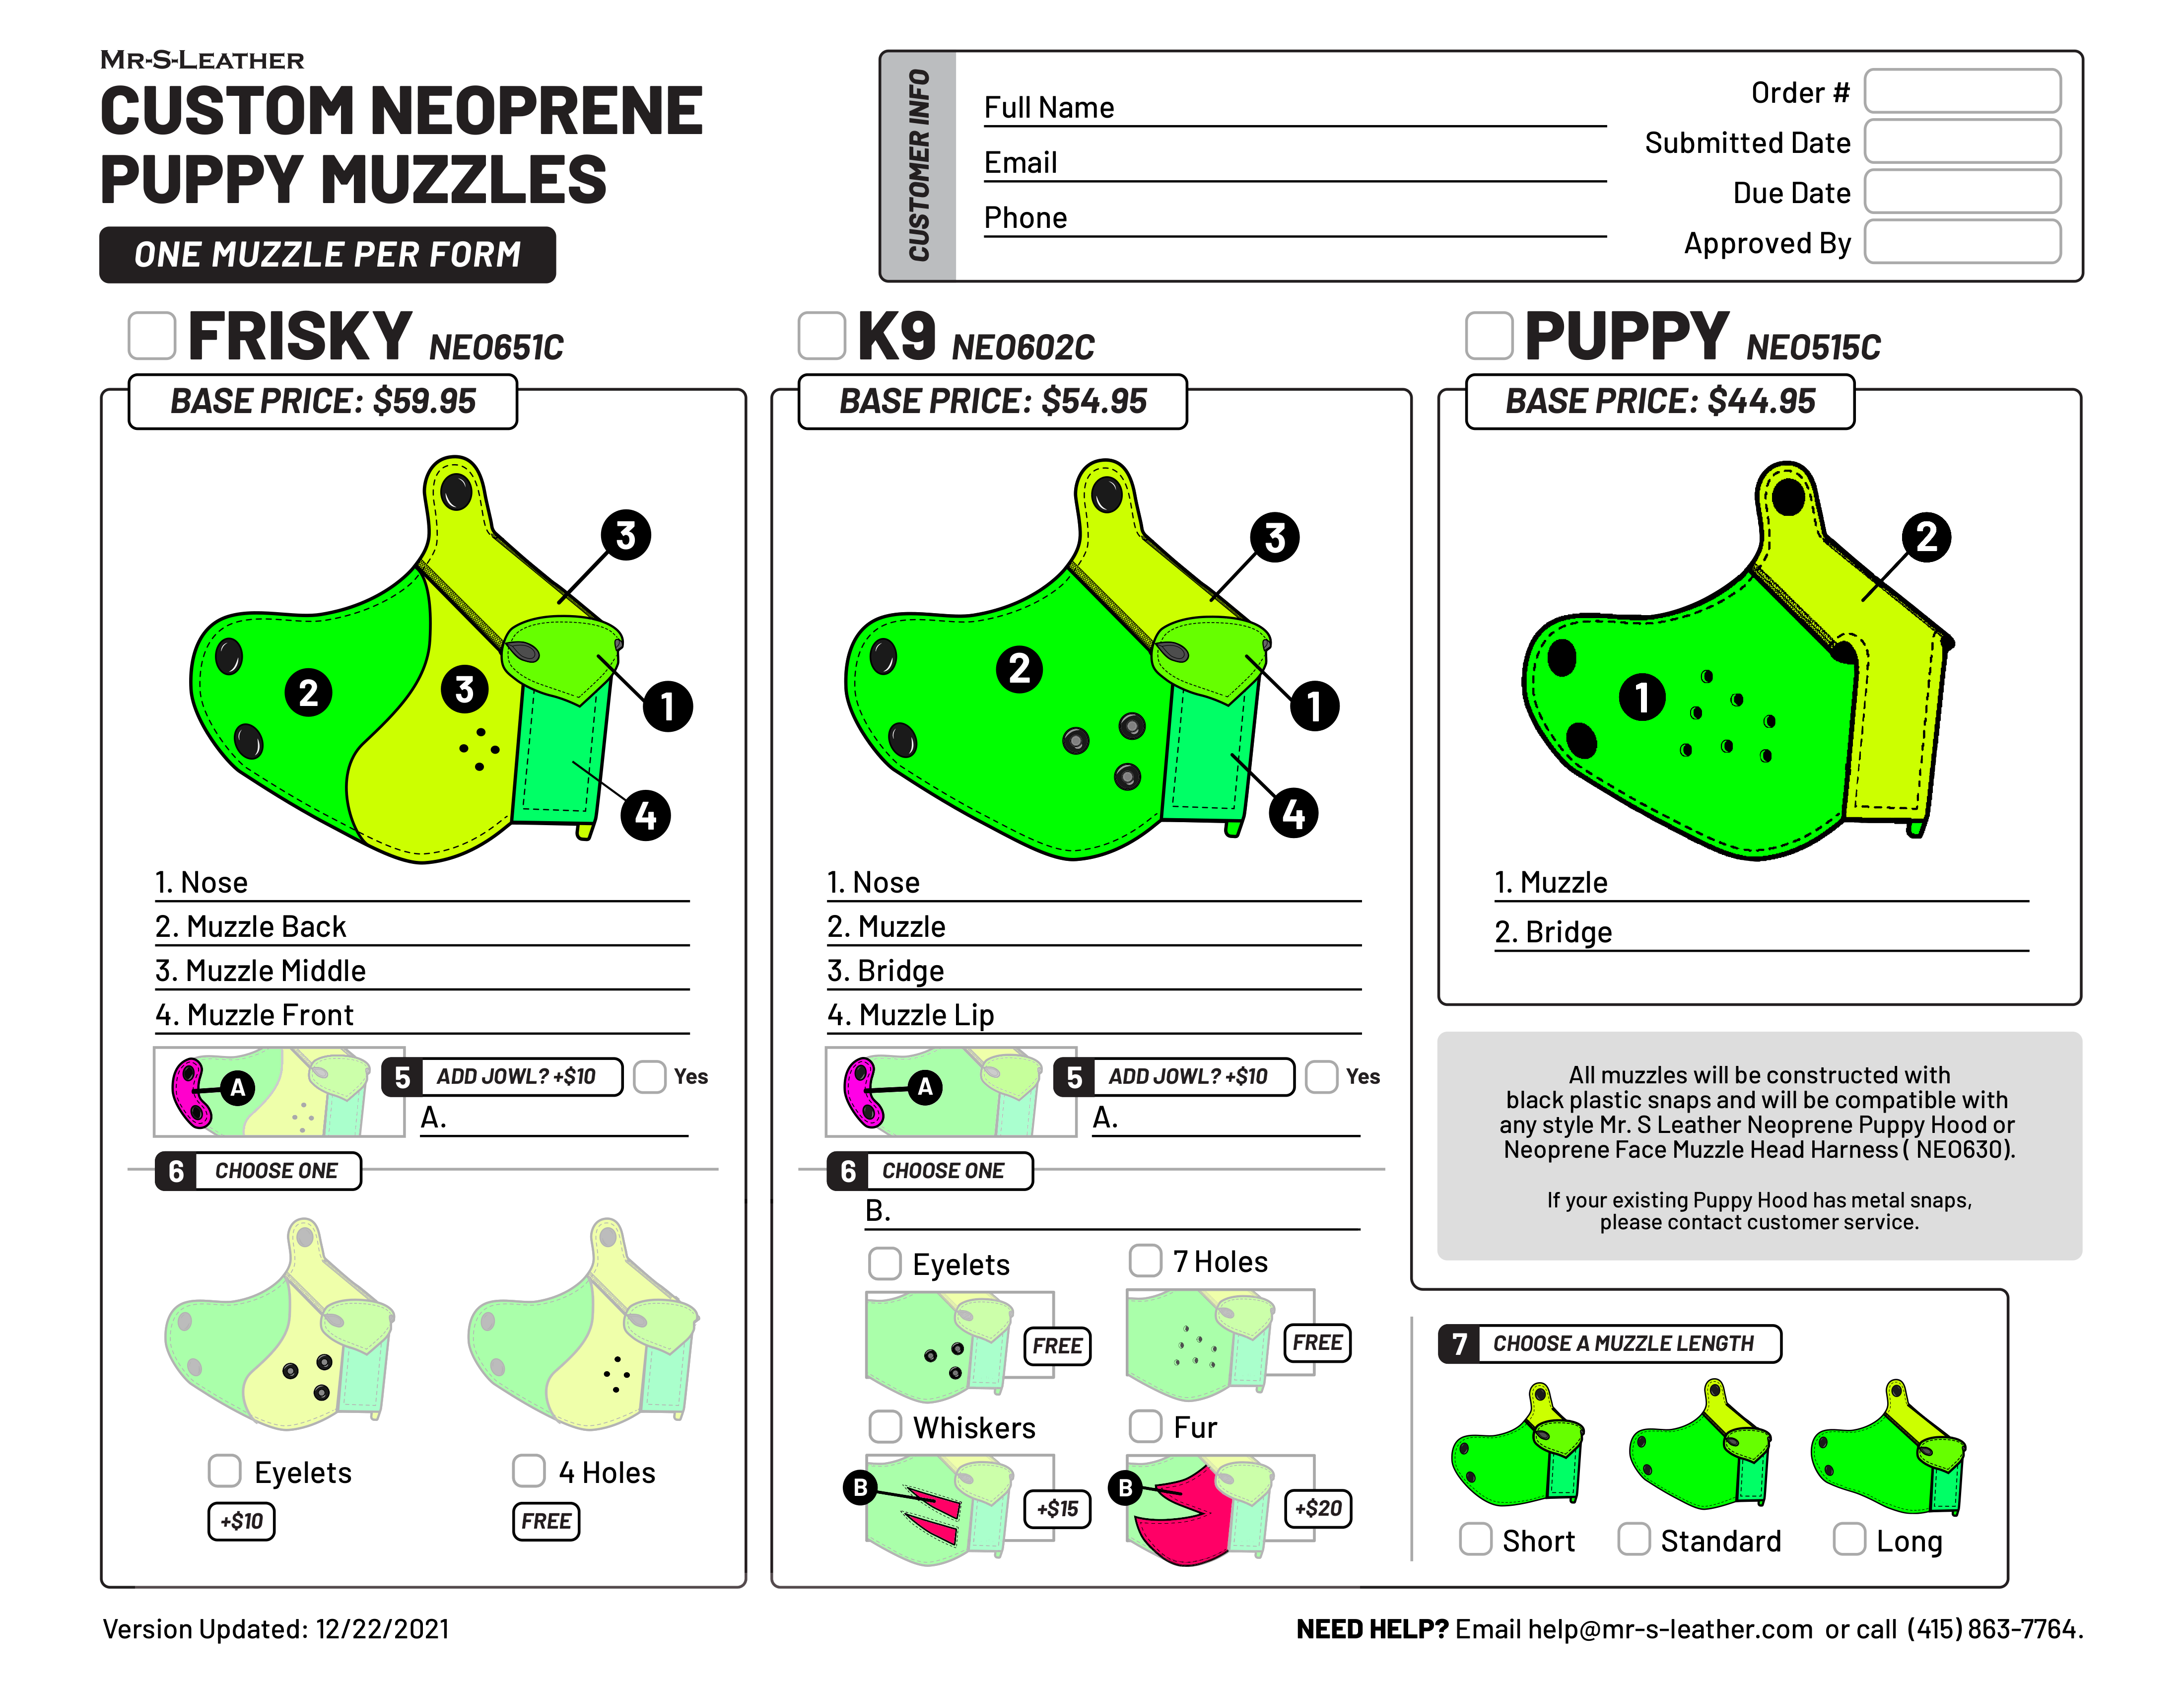 MR-S-LEATHER
CUSTOM NEOPRENE
PUPPY MUZZLES
ONE MUZZLE PER FORM
CUSTOMER INFO
Full Name
Email
Phone
Order #
Submitted Date
Due Date
Approved By
FRISKY NEO651C
BASE PRICE: $59.95
3
2
3
1
4
1. Nose
2. Muzzle Back
3. Muzzle Middle
4. Muzzle Front
A
5 ADD JOWL? +$10 Yes
A.
6 CHOOSE ONE
Eyelets
+$10
4 Holes
FREE
K9 NEO602C
BASE PRICE: $54.95
3
2
1
4
1. Nose
2. Muzzle
3. Bridge
4. Muzzle Lip
A
5 ADD JOWL? +$10 Yes
A.
6 CHOOSE ONE
B.
Eyelets
FREE
7 Holes
FREE
Whiskers
B
+$15
Fur
B
+$20
7 CHOOSE A MUZZLE LENGTH
Short
Standard
Long
PUPPY NEO515C
BASE PRICE: $44.95
2
1
1. Muzzle
2. Bridge
All muzzles will be constructed with
black plastic snaps and will be compatible with
any style Mr. S Leather Neoprene Puppy Hood or
Neoprene Face Muzzle Head Harness ( NEO630).
If your existing Puppy Hood has metal snaps,
please contact customer service.
Version Updated: 12/22/2021
NEED HELP? Email help@mr-s-leather.com or call (415) 863-7764.